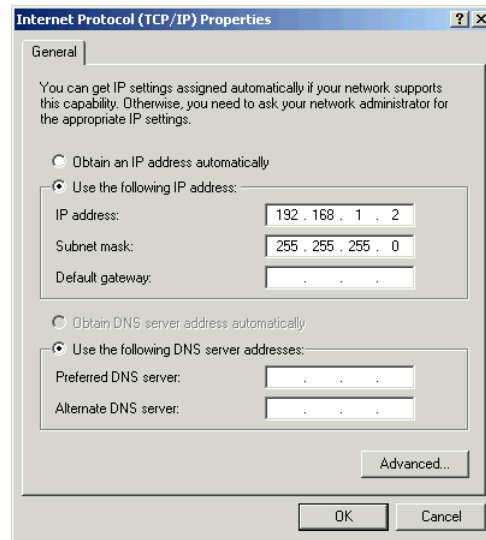 Internet Protocol (TCP/IP) Properties ? X
General
You can get IP settings assigned automatically if your network supports
this capability. Otherwise, you need to ask your network administrator for
the appropriate IP settings.
Obtain an IP address automatically
Use the following IP address:
IP address: 192 . 168 . 1 . 2
Subnet mask: 255 . 255 . 255 . 0
Default gateway: . . .
Obtain DNS server address automatically
Use the following DNS server addresses:
Preferred DNS server: . . .
Alternate DNS server: . . .
Advanced...
OK Cancel